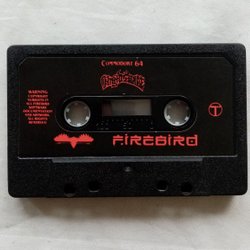 COMMODORE 64
WARNING
COPYRIGHT
SUBSISTS IN
ALL FIREBIRD
SOFTWARE
DOCUMENTATION
AND ARTWORK
ALL RIGHTS
RESERVED
FIREBIRD
T